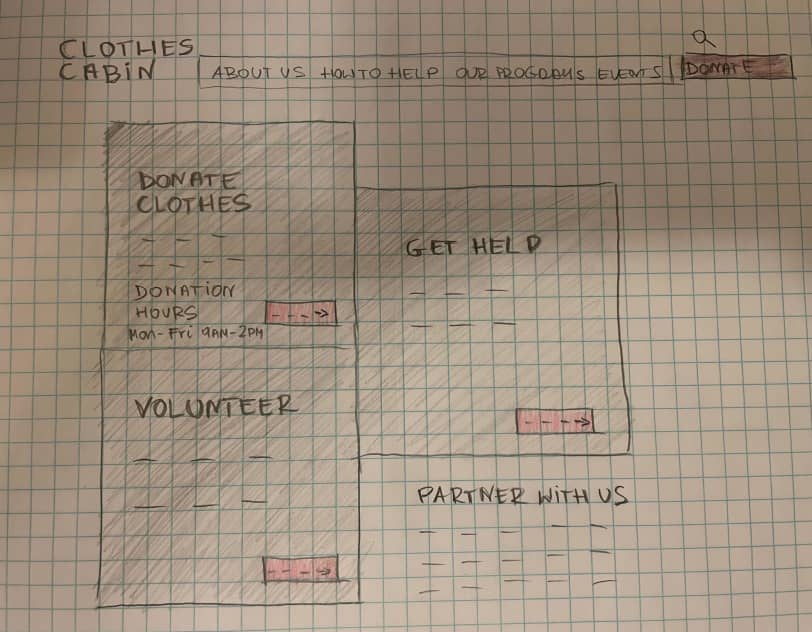 CLOTHES
CABIN
ABOUT US HOW TO HELP OUR PROGRAMS EVENTS DONATE
DONATE
CLOTHES
DONATION
HOURS
Mon-Fri 9AM-2PM
GET HELP
VOLUNTEER
PARTNER WITH US